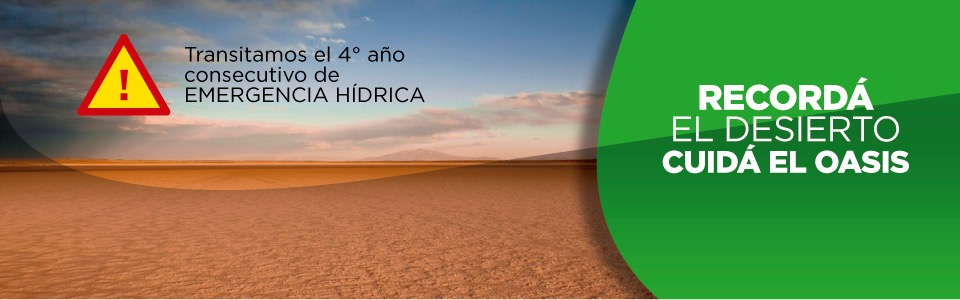 Transitamos el 4° año
consecutivo de
EMERGENCIA HÍDRICA
RECORDÁ
EL DESIERTO
CUIDÁ EL OASIS